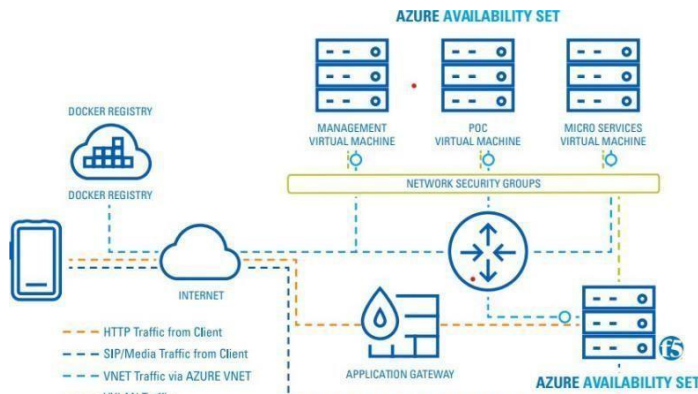 AZURE AVAILABILITY SET
DOCKER REGISTRY
MANAGEMENT
VIRTUAL MACHINE
POC
VIRTUAL MACHINE
MICRO SERVICES
VIRTUAL MACHINE
NETWORK SECURITY GROUPS
DOCKER REGISTRY
INTERNET
HTTP Traffic from Client
SIP/Media Traffic from Client
VNET Traffic via AZURE VNET
APPLICATION GATEWAY
f5
AZURE AVAILABILITY SET